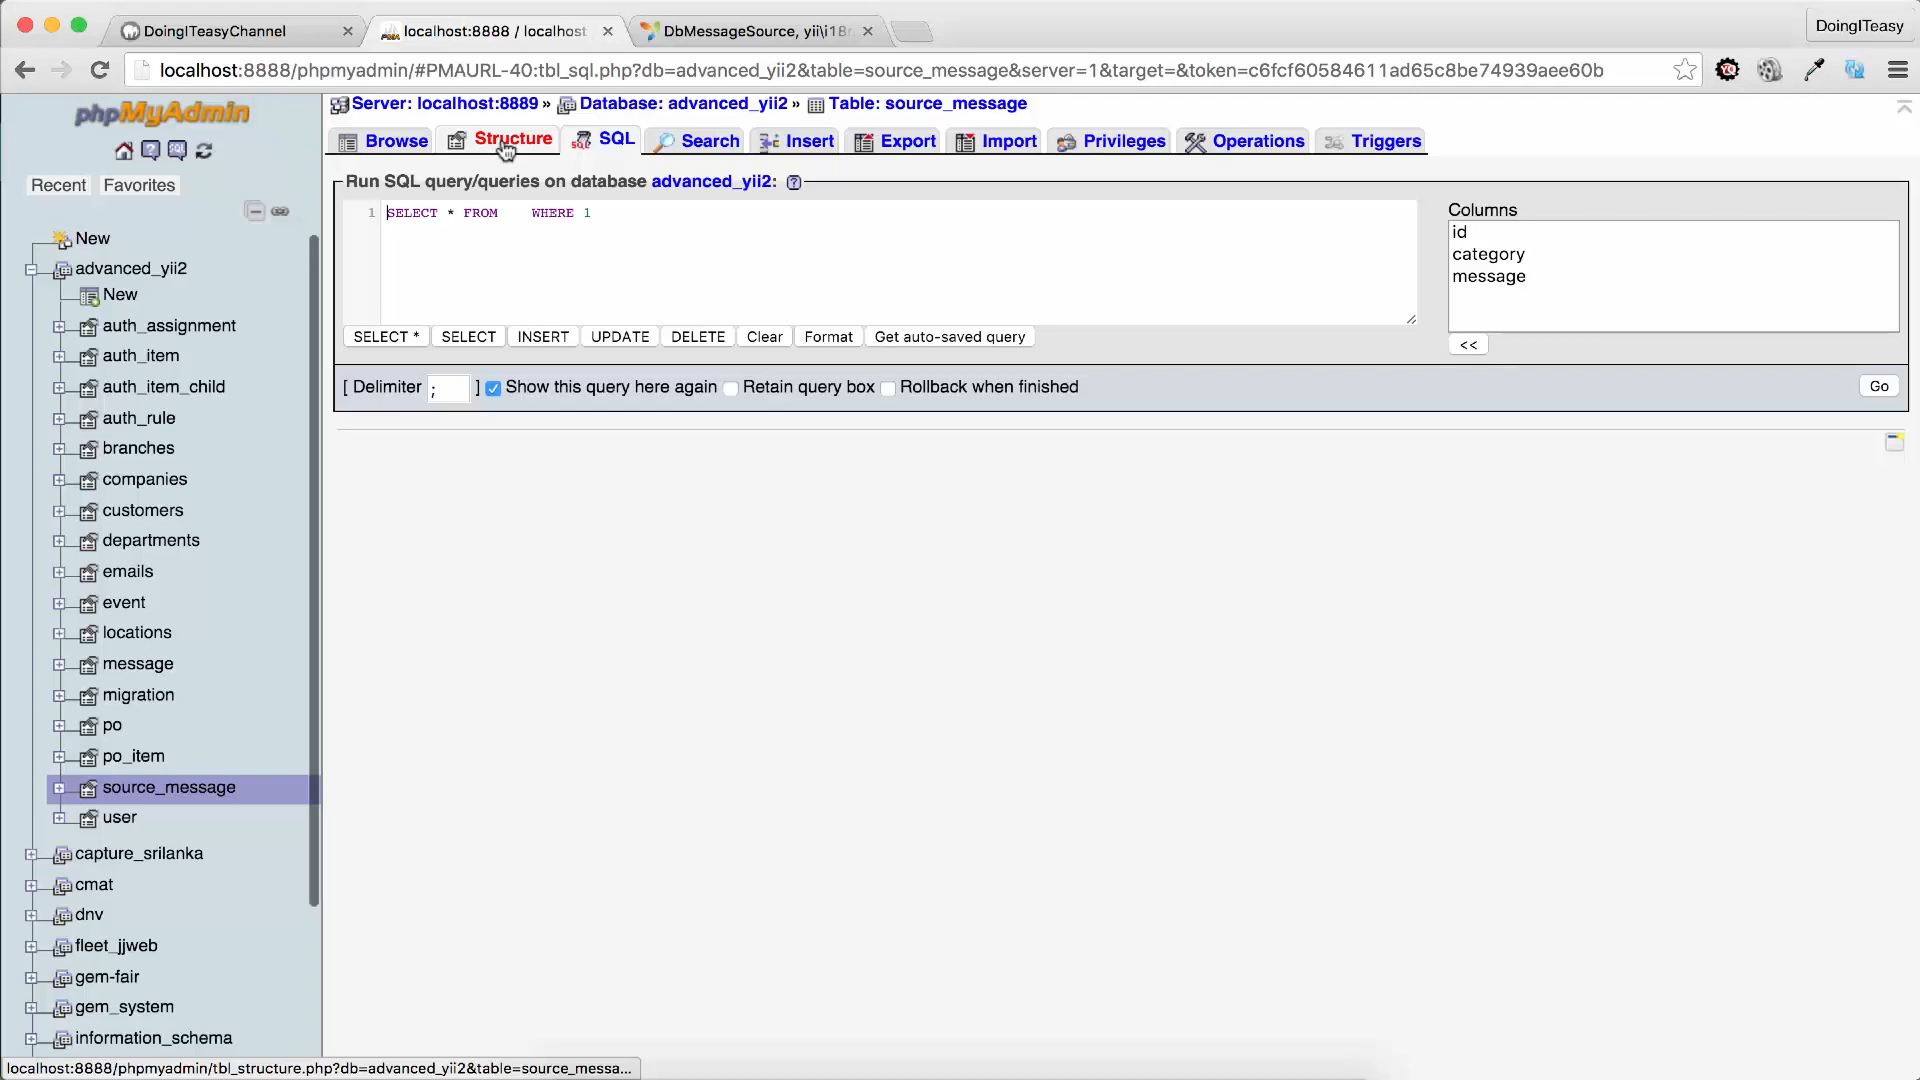 DoingITeasyChannel
localhost:8888 / localhost
DbMessageSource, yii\i18n
DoingITeasy
localhost:8888/phpmyadmin/#PMAURL-40:tbl_sql.php?db=advanced_yii2&table=source_message&server=1&target=&token=c6fcf60584611ad65c8be74939aee60b
phpMyAdmin
Server: localhost:8889 » Database: advanced_yii2 » Table: source_message
Browse Structure SQL Search Insert Export Import Privileges Operations Triggers
Recent Favorites
Run SQL query/queries on database advanced_yii2:
1 SELECT * FROM WHERE 1
Columns
id
category
message
<<
SELECT * SELECT INSERT UPDATE DELETE Clear Format Get auto-saved query
[ Delimiter ; ] Show this query here again Retain query box Rollback when finished
Go
New
advanced_yii2
New
auth_assignment
auth_item
auth_item_child
auth_rule
branches
companies
customers
departments
emails
event
locations
message
migration
po
po_item
source_message
user
capture_srilanka
cmat
dnv
fleet_jjweb
gem-fair
gem_system
information_schema
localhost:8888/phpmyadmin/tbl_structure.php?db=advanced_yii2&table=source_messa...